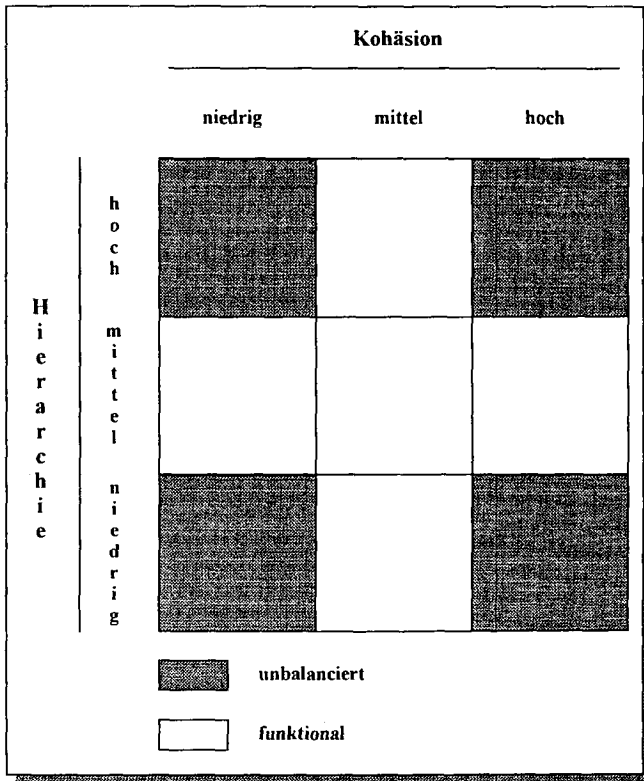 Kohäsion
niedrig mittel hoch
Hierarchie
hoch
mittel
niedrig
unbalanciert
funktional